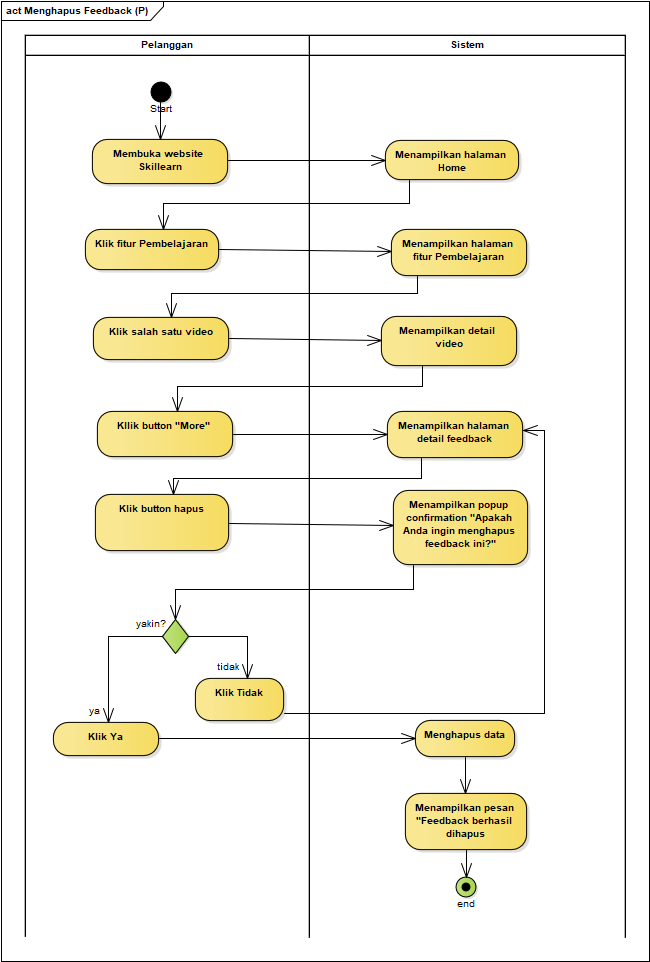 act Menghapus Feedback (P)
Pelanggan
Sistem
Start
Membuka website
Skillearn
Menampilkan halaman
Home
Klik fitur Pembelajaran
Menampilkan halaman
fitur Pembelajaran
Klik salah satu video
Menampilkan detail
video
Kllik button "More"
Menampilkan halaman
detail feedback
Klik button hapus
Menampilkan popup
confirmation "Apakah
Anda ingin menghapus
feedback ini?"
yakin?
tidak
Klik Tidak
ya
Klik Ya
Menghapus data
Menampilkan pesan
"Feedback berhasil
dihapus
end